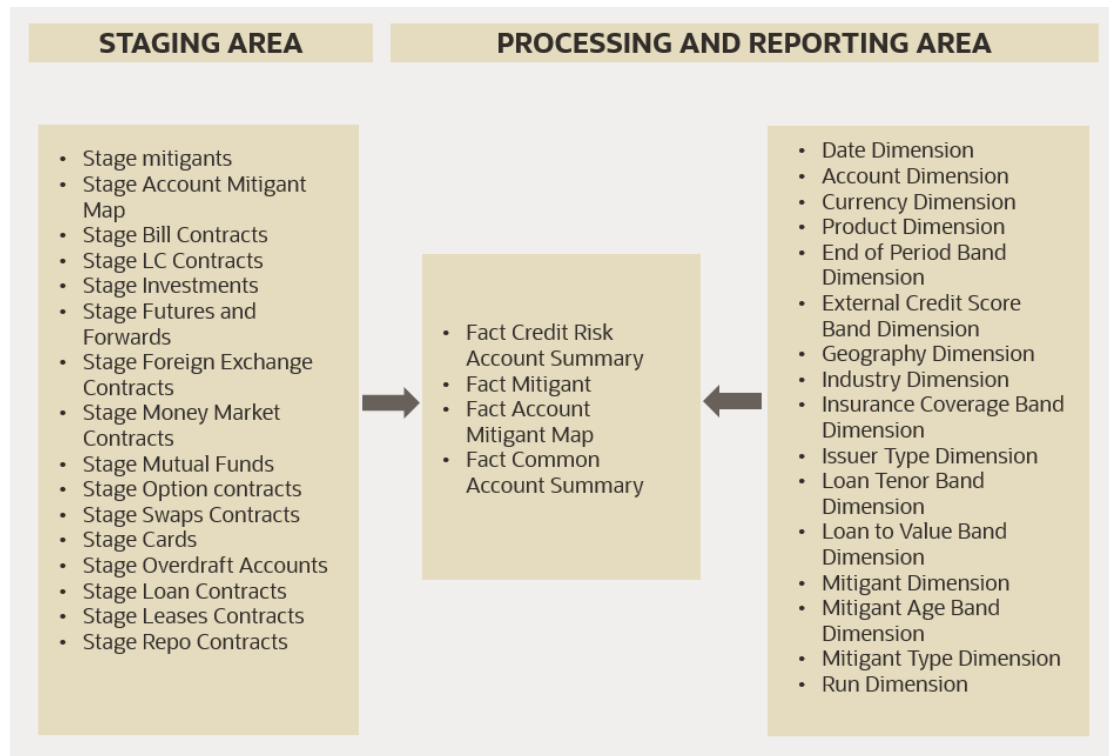 STAGING AREA
PROCESSING AND REPORTING AREA
• Stage mitigants
• Stage Account Mitigant
Map
• Stage Bill Contracts
• Stage LC Contracts
• Stage Investments
• Stage Futures and
Forwards
• Stage Foreign Exchange
Contracts
• Stage Money Market
Contracts
• Stage Mutual Funds
• Stage Option contracts
• Stage Swaps Contracts
• Stage Cards
• Stage Overdraft Accounts
• Stage Loan Contracts
• Stage Leases Contracts
• Stage Repo Contracts
• Fact Credit Risk
Account Summary
• Fact Mitigant
• Fact Account
Mitigant Map
• Fact Common
Account Summary
• Date Dimension
• Account Dimension
• Currency Dimension
• Product Dimension
• End of Period Band
Dimension
• External Credit Score
Band Dimension
• Geography Dimension
• Industry Dimension
• Insurance Coverage Band
Dimension
• Issuer Type Dimension
• Loan Tenor Band
Dimension
• Loan to Value Band
Dimension
• Mitigant Dimension
• Mitigant Age Band
Dimension
• Mitigant Type Dimension
• Run Dimension